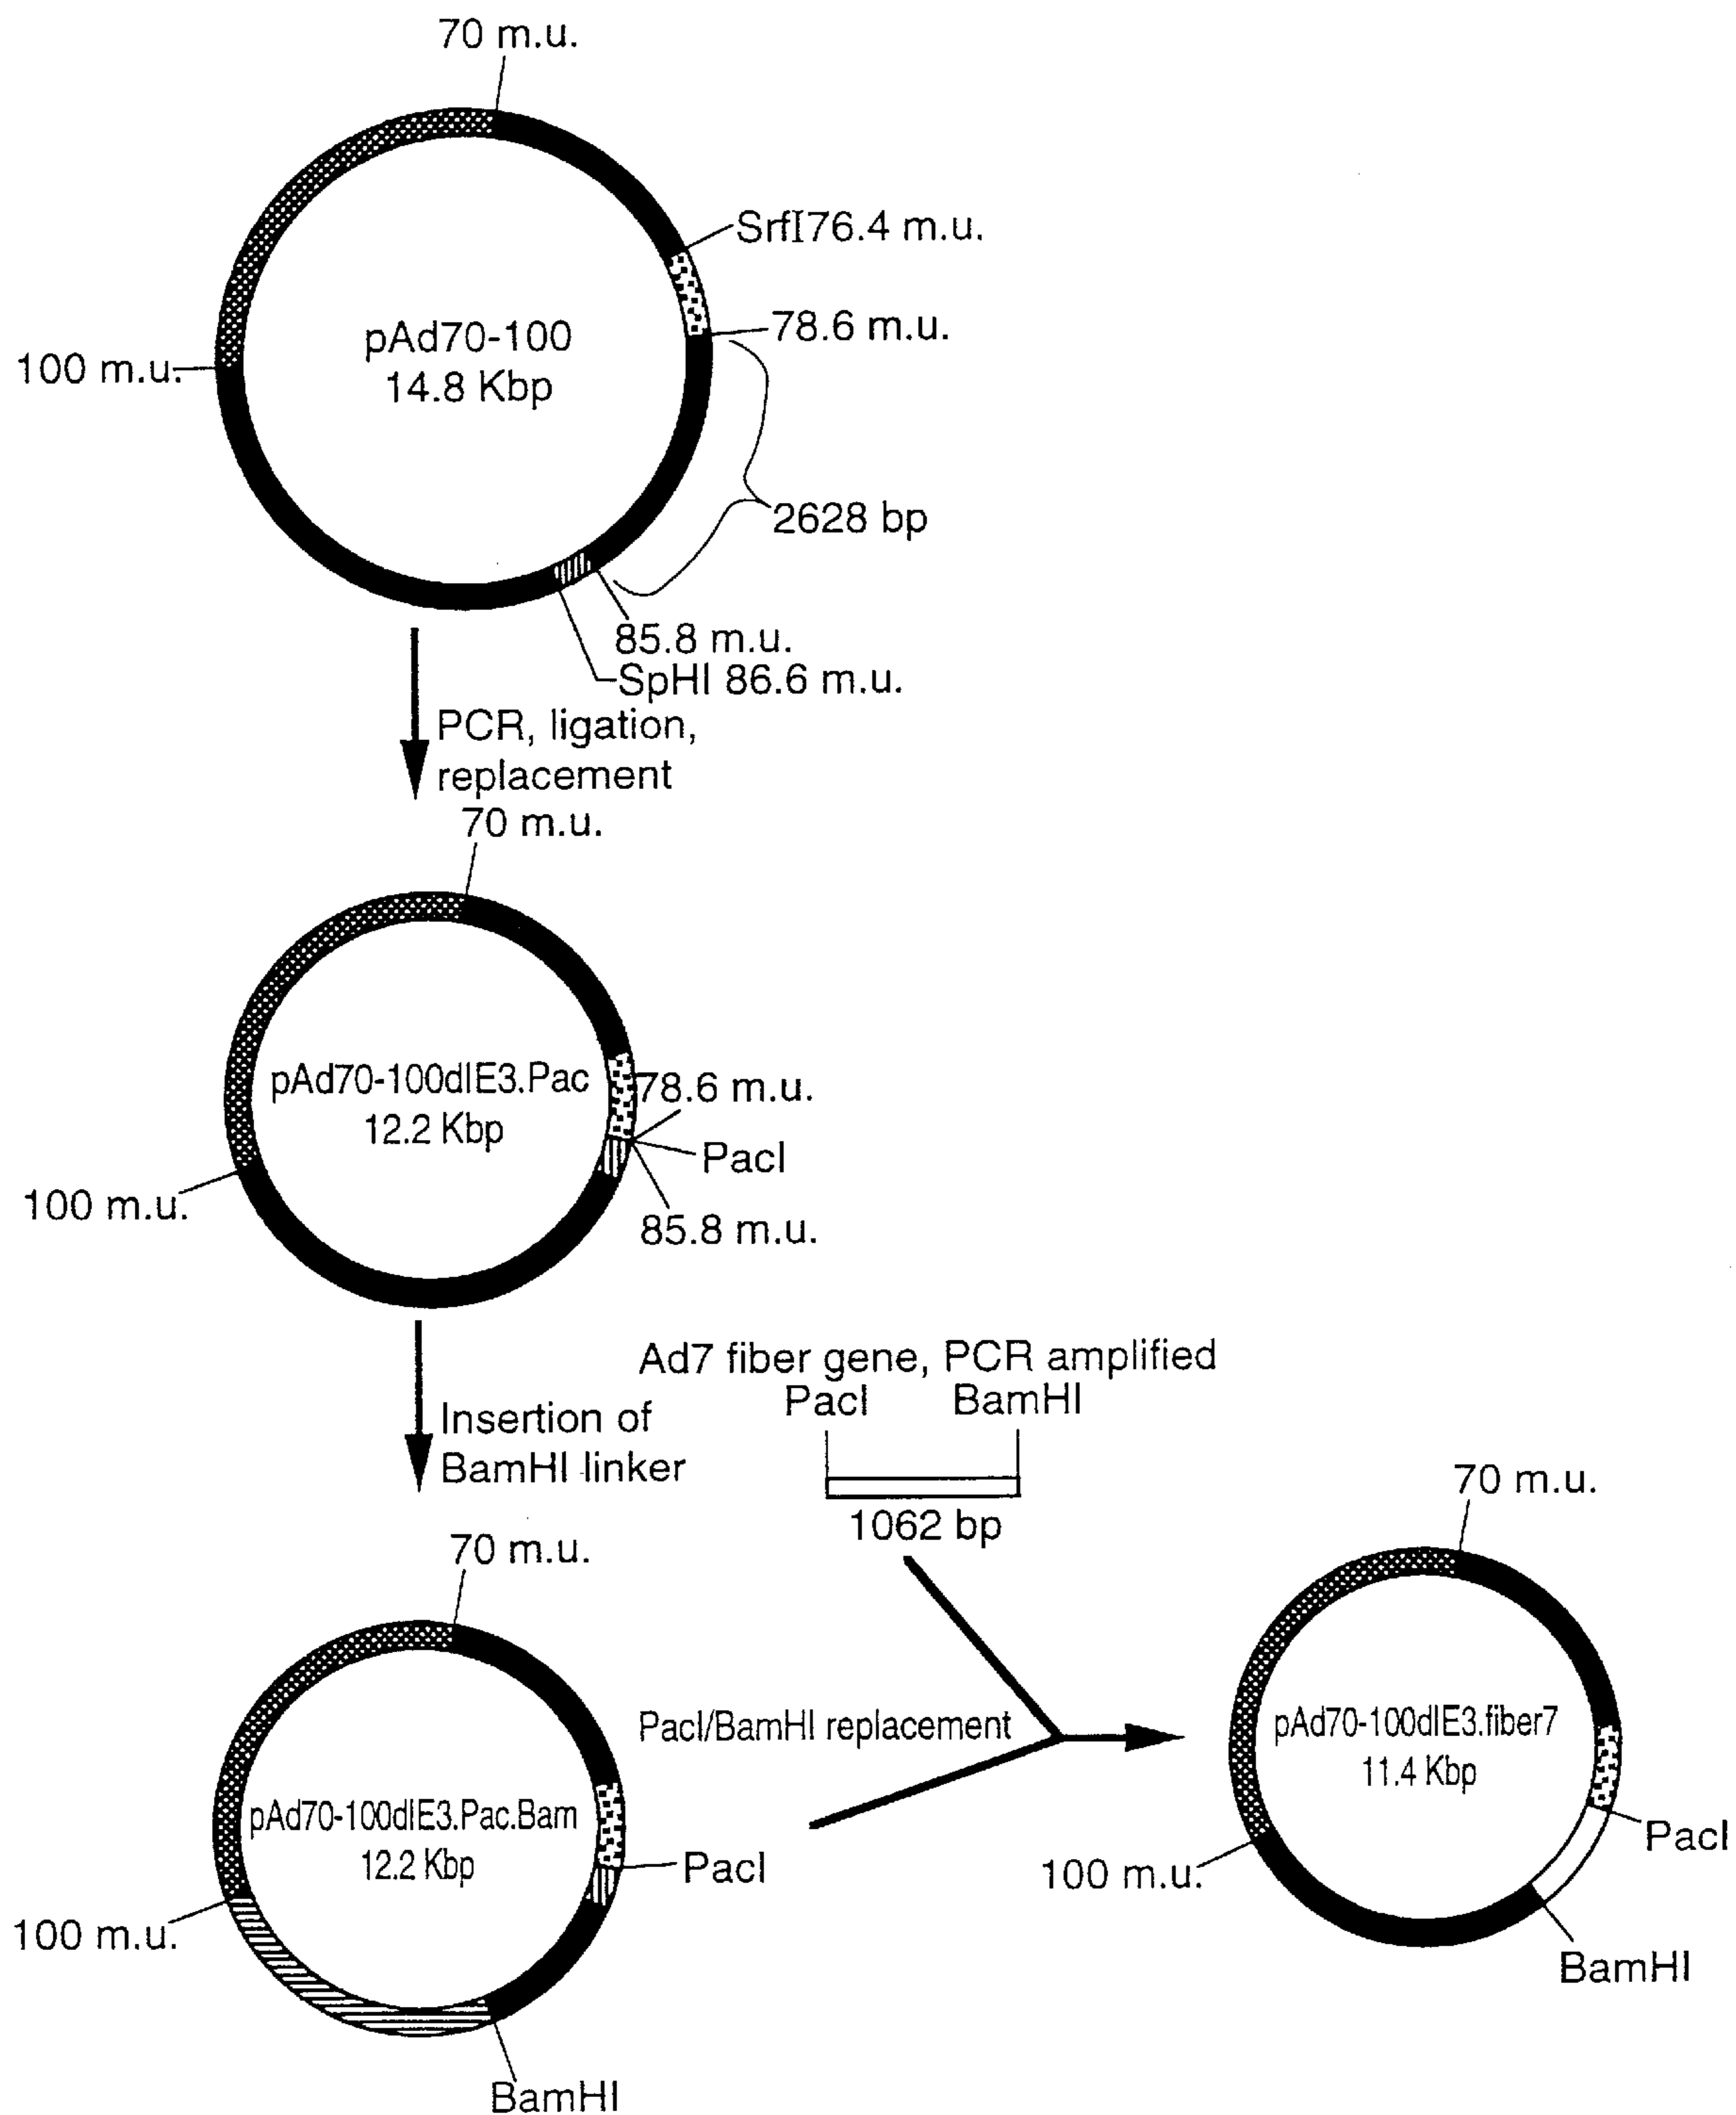 70 m.u.
SrfI76.4 m.u.
78.6 m.u.
pAd70-100
14.8 Kbp
100 m.u.
2628 bp
85.8 m.u.
SpHI 86.6 m.u.
PCR, ligation,
replacement
70 m.u.
pAd70-100dlE3.Pac
12.2 Kbp
78.6 m.u.
PacI
100 m.u.
85.8 m.u.
Insertion of
BamHI linker
Ad7 fiber gene, PCR amplified
PacI BamHI
1062 bp
70 m.u.
pAd70-100dlE3.Pac.Bam
12.2 Kbp
PacI
100 m.u.
BamHI
PacI/BamHI replacement
70 m.u.
pAd70-100dlE3.fiber7
11.4 Kbp
PacI
100 m.u.
BamHI